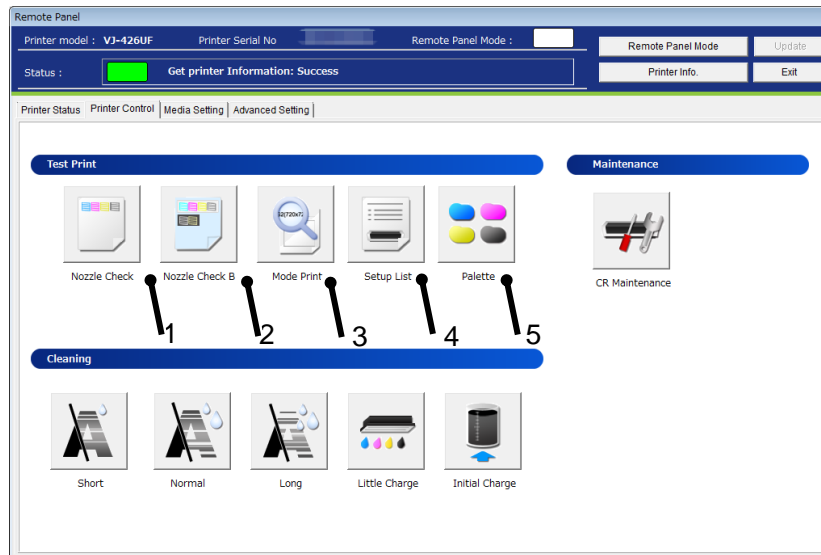 Remote Panel
Printer model : VJ-426UF Printer Serial No Remote Panel Mode :
Remote Panel Mode Update
Status : Get printer Information: Success
Printer Info. Exit
Printer Status Printer Control Media Setting Advanced Setting
Test Print Maintenance
Nozzle Check Nozzle Check B Mode Print Setup List Palette
CR Maintenance
1 2 3 4 5
Cleaning
Short Normal Long Little Charge Initial Charge